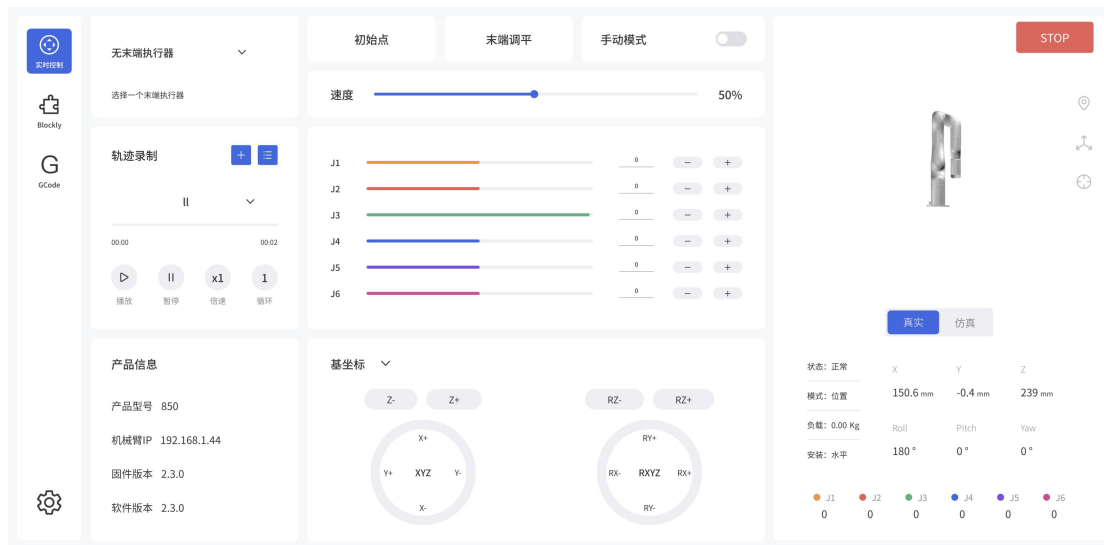 实时控制
Blockly
G
GCode
无末端执行器
选择一个末端执行器
轨迹录制
+
ll
00:00 00:02
x1 1
播放 暂停 倍速 循环
产品信息
产品型号 850
机械臂IP 192.168.1.44
固件版本 2.3.0
软件版本 2.3.0
初始点 末端调平 手动模式
速度 50%
J1 0 − +
J2 0 − +
J3 0 − +
J4 0 − +
J5 0 − +
J6 0 − +
基坐标
Z- Z+ RZ- RZ+
X+ RY+
Y+ XYZ Y- RX- RXYZ RX+
X- RY-
STOP
真实 仿真
状态：正常
模式：位置
负载：0.00 Kg
安装：水平
X Y Z
150.6 mm -0.4 mm 239 mm
Roll Pitch Yaw
180 ° 0 ° 0 °
J1 J2 J3 J4 J5 J6
0 0 0 0 0 0